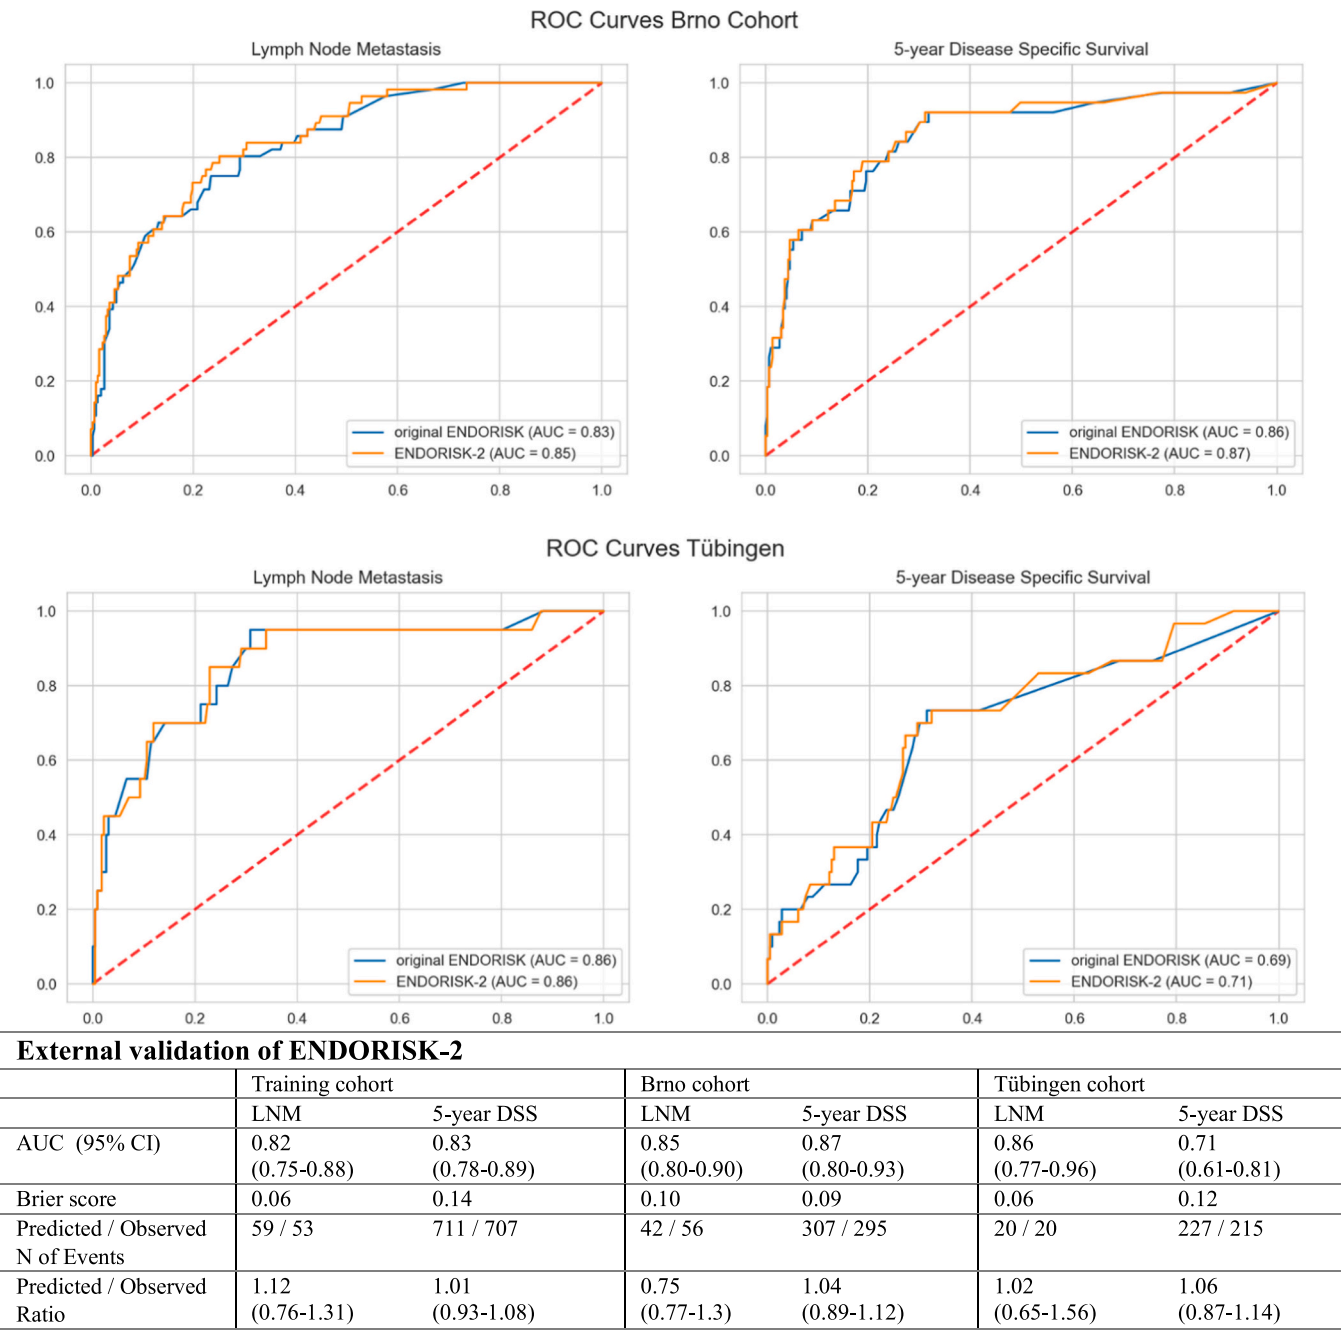 ROC Curves Brno Cohort
Lymph Node Metastasis
1.0
0.8
0.6
0.4
0.2
0.0
original ENDORISK (AUC = 0.83)
ENDORISK-2 (AUC = 0.85)
0.0 0.2 0.4 0.6 0.8 1.0
5-year Disease Specific Survival
1.0
0.8
0.6
0.4
0.2
0.0
original ENDORISK (AUC = 0.86)
ENDORISK-2 (AUC = 0.87)
0.0 0.2 0.4 0.6 0.8 1.0
ROC Curves Tübingen
Lymph Node Metastasis
1.0
0.8
0.6
0.4
0.2
0.0
original ENDORISK (AUC = 0.86)
ENDORISK-2 (AUC = 0.86)
0.0 0.2 0.4 0.6 0.8 1.0
5-year Disease Specific Survival
1.0
0.8
0.6
0.4
0.2
0.0
original ENDORISK (AUC = 0.69)
ENDORISK-2 (AUC = 0.71)
0.0 0.2 0.4 0.6 0.8 1.0
External validation of ENDORISK-2
Training cohort Brno cohort Tübingen cohort
LNM 5-year DSS LNM 5-year DSS LNM 5-year DSS
AUC (95% CI) 0.82 0.83 0.85 0.87 0.86 0.71
(0.75-0.88) (0.78-0.89) (0.80-0.90) (0.80-0.93) (0.77-0.96) (0.61-0.81)
Brier score 0.06 0.14 0.10 0.09 0.06 0.12
Predicted / Observed 59 / 53 711 / 707 42 / 56 307 / 295 20 / 20 227 / 215
N of Events
Predicted / Observed 1.12 1.01 0.75 1.04 1.02 1.06
Ratio (0.76-1.31) (0.93-1.08) (0.77-1.3) (0.89-1.12) (0.65-1.56) (0.87-1.14)